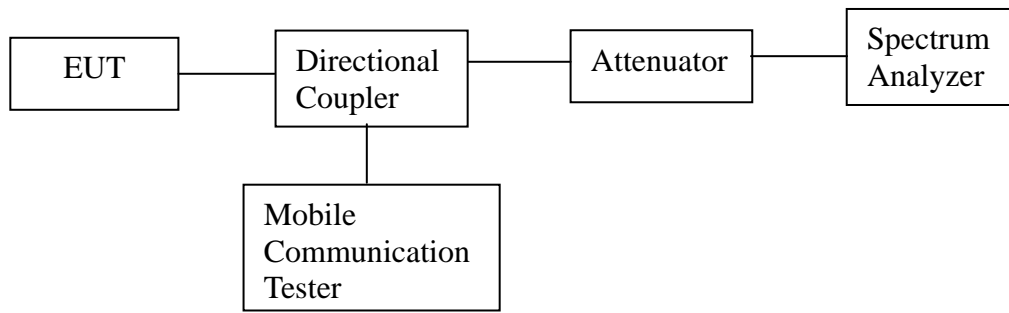 EUT
Directional
Coupler
Attenuator
Spectrum
Analyzer
Mobile
Communication
Tester